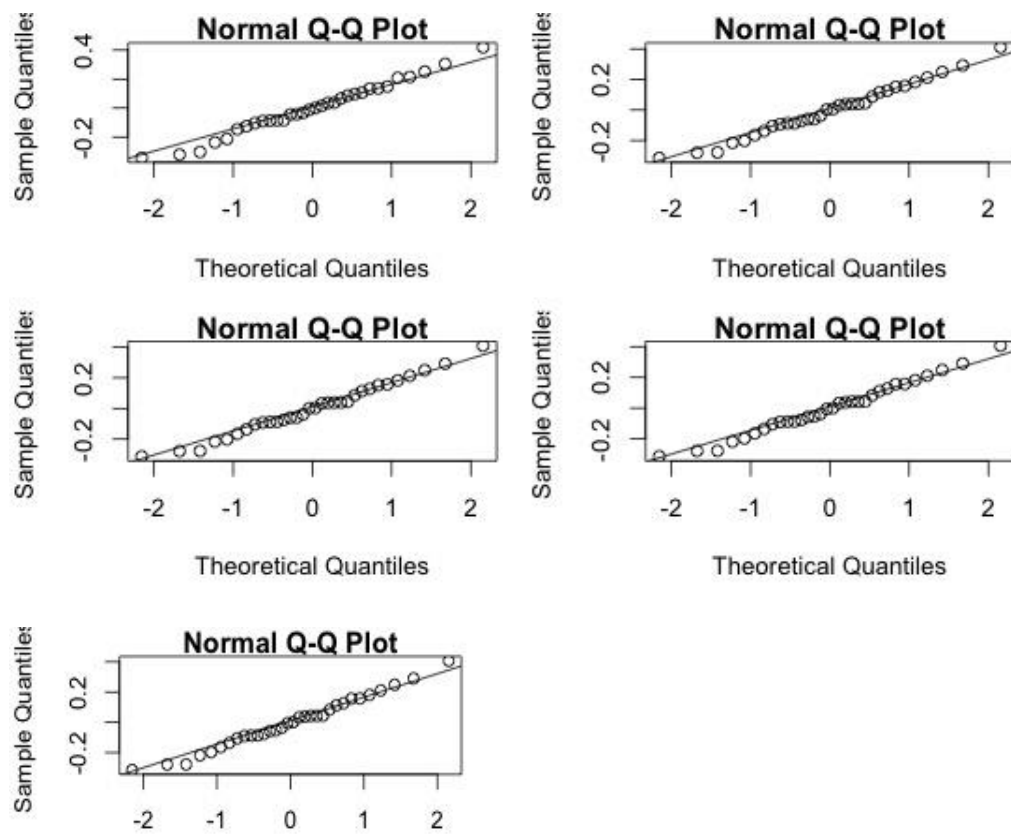 Normal Q-Q Plot
Sample Quantiles
0.4
-0.2
-2 -1 0 1 2
Theoretical Quantiles
Normal Q-Q Plot
Sample Quantiles
0.2
-0.2
-2 -1 0 1 2
Theoretical Quantiles
Normal Q-Q Plot
Sample Quantiles
0.2
-0.2
-2 -1 0 1 2
Theoretical Quantiles
Normal Q-Q Plot
Sample Quantiles
0.2
-0.2
-2 -1 0 1 2
Theoretical Quantiles
Normal Q-Q Plot
Sample Quantiles
0.2
-0.2
-2 -1 0 1 2